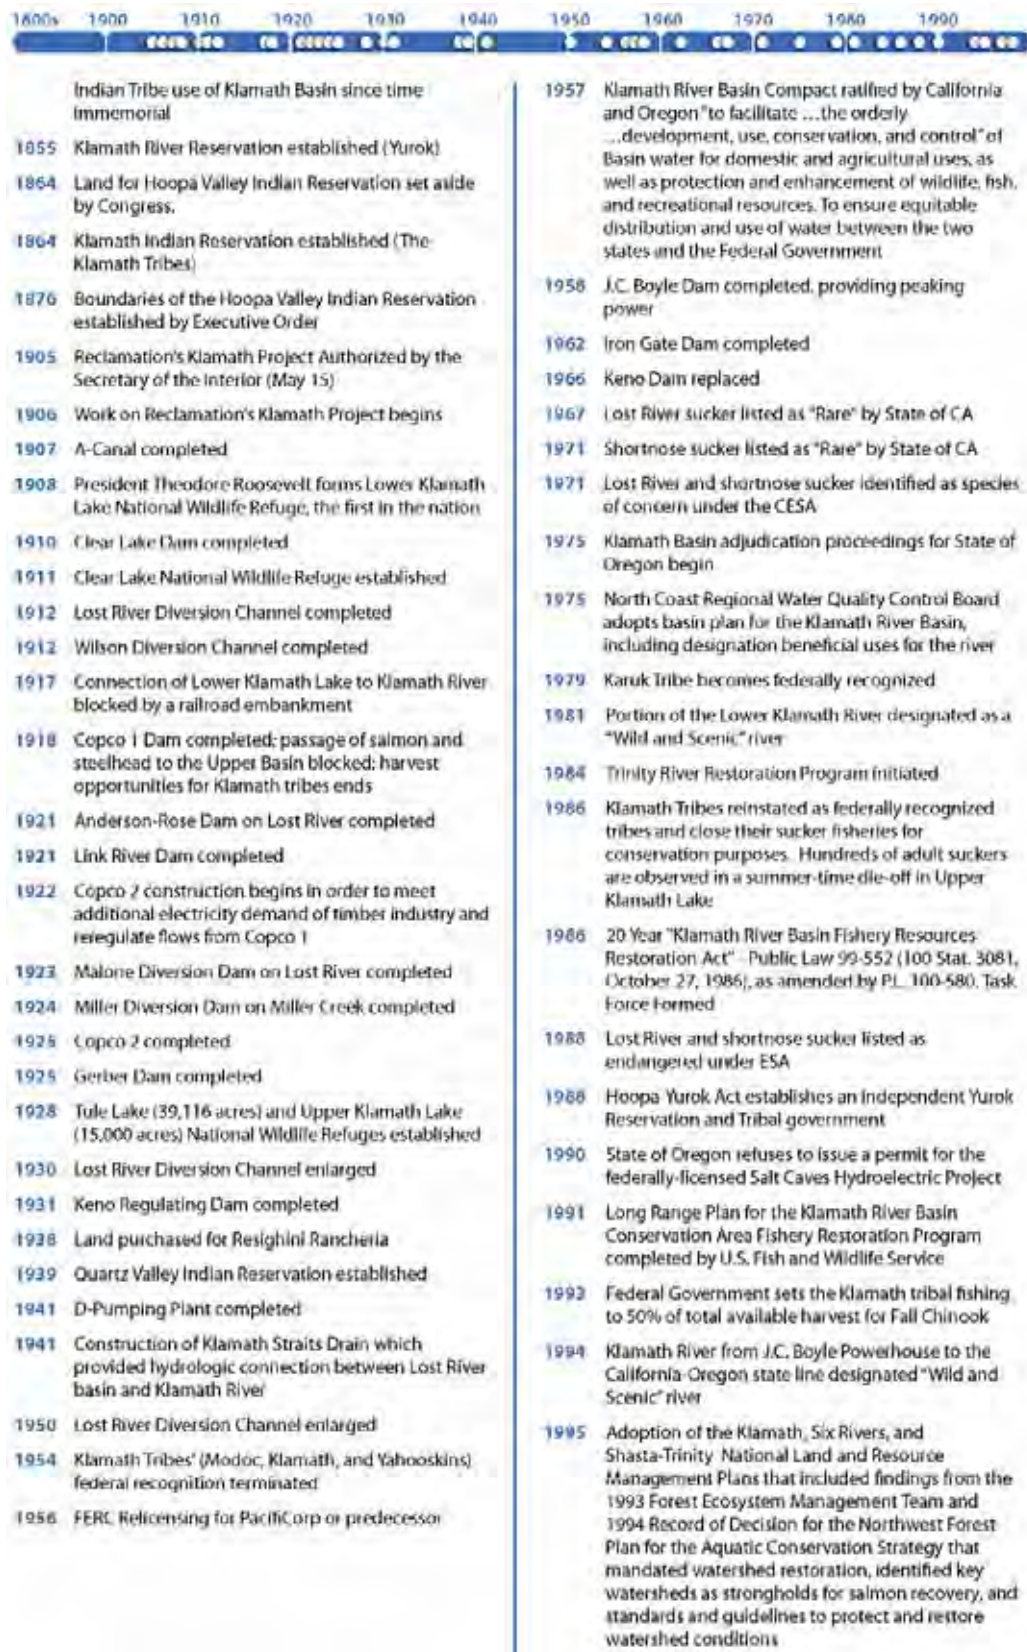 1800s 1900 1910 1920 1930 1940 1950 1960 1970 1980 1990
Indian Tribe use of Klamath Basin since time
immemorial
1855 Klamath River Reservation established (Yurok)
1864 Land for Hoopa Valley Indian Reservation set aside
by Congress.
1864 Klamath Indian Reservation established (The
Klamath Tribes)
1876 Boundaries of the Hoopa Valley Indian Reservation
established by Executive Order
1905 Reclamation's Klamath Project Authorized by the
Secretary of the Interior (May 15)
1906 Work on Reclamation's Klamath Project begins
1907 A-Canal completed
1908 President Theodore Roosevelt forms Lower Klamath
Lake National Wildlife Refuge, the first in the nation
1910 Clear Lake Dam completed
1911 Clear Lake National Wildlife Refuge established
1912 Lost River Diversion Channel completed
1912 Wilson Diversion Channel completed
1917 Connection of Lower Klamath Lake to Klamath River
blocked by a railroad embankment
1918 Copco 1 Dam completed; passage of salmon and
steelhead to the Upper Basin blocked; harvest
opportunities for Klamath tribes ends
1921 Anderson-Rose Dam on Lost River completed
1921 Link River Dam completed
1922 Copco 2 construction begins in order to meet
additional electricity demand of timber industry and
reregulate flows from Copco 1
1923 Malone Diversion Dam on Lost River completed
1924 Miller Diversion Dam on Miller Creek completed
1925 Copco 2 completed
1925 Gerber Dam completed
1928 Tule Lake (39,116 acres) and Upper Klamath Lake
(15,000 acres) National Wildlife Refuges established
1930 Lost River Diversion Channel enlarged
1931 Keno Regulating Dam completed
1938 Land purchased for Resighini Rancheria
1939 Quartz Valley Indian Reservation established
1941 D-Pumping Plant completed
1941 Construction of Klamath Straits Drain which
provided hydrologic connection between Lost River
basin and Klamath River
1950 Lost River Diversion Channel enlarged
1954 Klamath Tribes' (Modoc, Klamath, and Yahooskins)
federal recognition terminated
1956 FERC Relicensing for PacifiCorp or predecessor
1957 Klamath River Basin Compact ratified by California
and Oregon "to facilitate …the orderly
…development, use, conservation, and control" of
Basin water for domestic and agricultural uses, as
well as protection and enhancement of wildlife, fish,
and recreational resources. To ensure equitable
distribution and use of water between the two
states and the Federal Government
1958 J.C. Boyle Dam completed, providing peaking
power
1962 Iron Gate Dam completed
1966 Keno Dam replaced
1967 Lost River sucker listed as "Rare" by State of CA
1971 Shortnose sucker listed as "Rare" by State of CA
1971 Lost River and shortnose sucker identified as species
of concern under the CESA
1975 Klamath Basin adjudication proceedings for State of
Oregon begin
1975 North Coast Regional Water Quality Control Board
adopts basin plan for the Klamath River Basin,
including designation beneficial uses for the river
1979 Karuk Tribe becomes federally recognized
1981 Portion of the Lower Klamath River designated as a
"Wild and Scenic" river
1984 Trinity River Restoration Program initiated
1986 Klamath Tribes reinstated as federally recognized
tribes and close their sucker fisheries for
conservation purposes. Hundreds of adult suckers
are observed in a summer-time die-off in Upper
Klamath Lake
1986 20 Year "Klamath River Basin Fishery Resources
Restoration Act" - Public Law 99-552 (100 Stat. 3081,
October 27, 1986), as amended by P.L. 100-580. Task
Force Formed
1988 Lost River and shortnose sucker listed as
endangered under ESA
1988 Hoopa Yurok Act establishes an independent Yurok
Reservation and Tribal government
1990 State of Oregon refuses to issue a permit for the
federally-licensed Salt Caves Hydroelectric Project
1991 Long Range Plan for the Klamath River Basin
Conservation Area Fishery Restoration Program
completed by U.S. Fish and Wildlife Service
1993 Federal Government sets the Klamath tribal fishing
to 50% of total available harvest for Fall Chinook
1994 Klamath River from J.C. Boyle Powerhouse to the
California-Oregon state line designated "Wild and
Scenic" river
1995 Adoption of the Klamath, Six Rivers, and
Shasta-Trinity National Land and Resource
Management Plans that included findings from the
1993 Forest Ecosystem Management Team and
1994 Record of Decision for the Northwest Forest
Plan for the Aquatic Conservation Strategy that
mandated watershed restoration, identified key
watersheds as strongholds for salmon recovery, and
standards and guidelines to protect and restore
watershed conditions